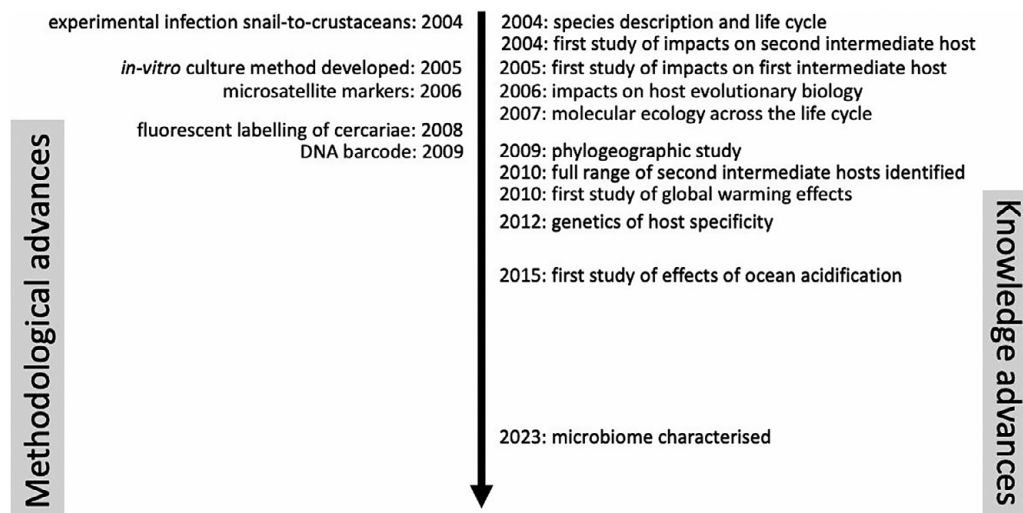 experimental infection snail-to-crustaceans: 2004
in-vitro culture method developed: 2005
microsatellite markers: 2006
fluorescent labelling of cercariae: 2008
DNA barcode: 2009
Methodological advances
2004: species description and life cycle
2004: first study of impacts on second intermediate host
2005: first study of impacts on first intermediate host
2006: impacts on host evolutionary biology
2007: molecular ecology across the life cycle
2009: phylogeographic study
2010: full range of second intermediate hosts identified
2010: first study of global warming effects
2012: genetics of host specificity
2015: first study of effects of ocean acidification
2023: microbiome characterised
Knowledge advances